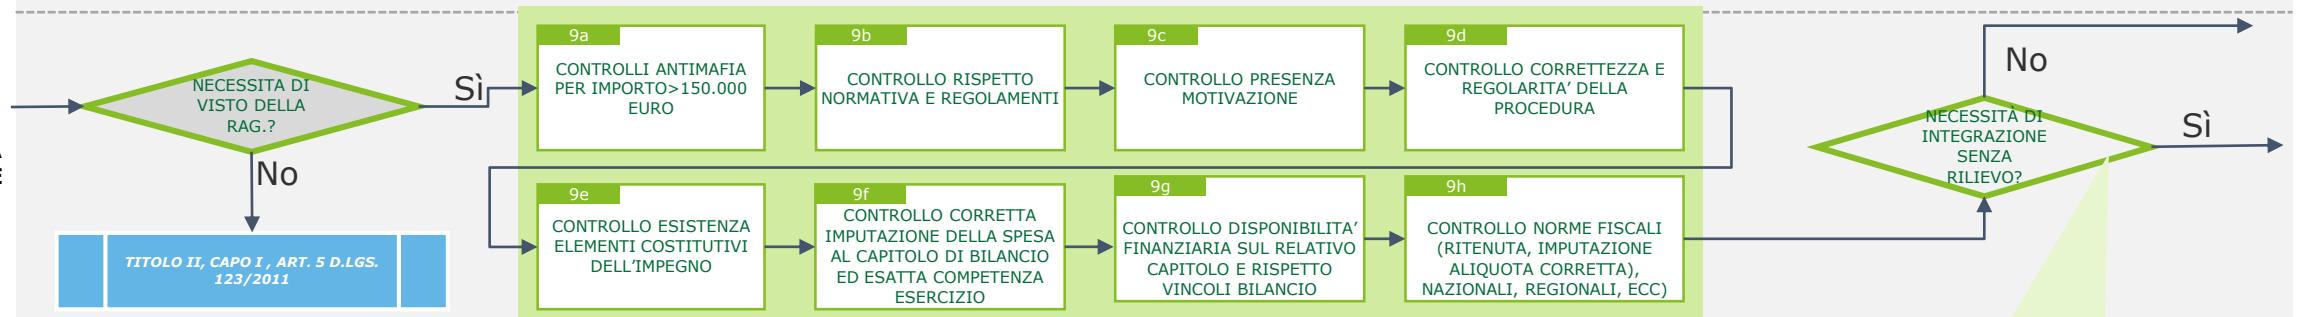 NECESSITA DI
VISTO DELLA
RAG.?
Sì
No
TITOLO II, CAPO I , ART. 5 D.LGS.
123/2011
9a
CONTROLLI ANTIMAFIA
PER IMPORTO>150.000
EURO
9b
CONTROLLO RISPETTO
NORMATIVA E REGOLAMENTI
9c
CONTROLLO PRESENZA
MOTIVAZIONE
9d
CONTROLLO CORRETTEZZA E
REGOLARITA’ DELLA
PROCEDURA
9e
CONTROLLO ESISTENZA
ELEMENTI COSTITUTIVI
DELL’IMPEGNO
9f
CONTROLLO CORRETTA
IMPUTAZIONE DELLA SPESA
AL CAPITOLO DI BILANCIO
ED ESATTA COMPETENZA
ESERCIZIO
9g
CONTROLLO DISPONIBILITA’
FINANZIARIA SUL RELATIVO
CAPITOLO E RISPETTO
VINCOLI BILANCIO
9h
CONTROLLO NORME FISCALI
(RITENUTA, IMPUTAZIONE
ALIQUOTA CORRETTA),
NAZIONALI, REGIONALI, ECC)
NECESSITÀ DI
INTEGRAZIONE
SENZA
RILIEVO?
No
Sì